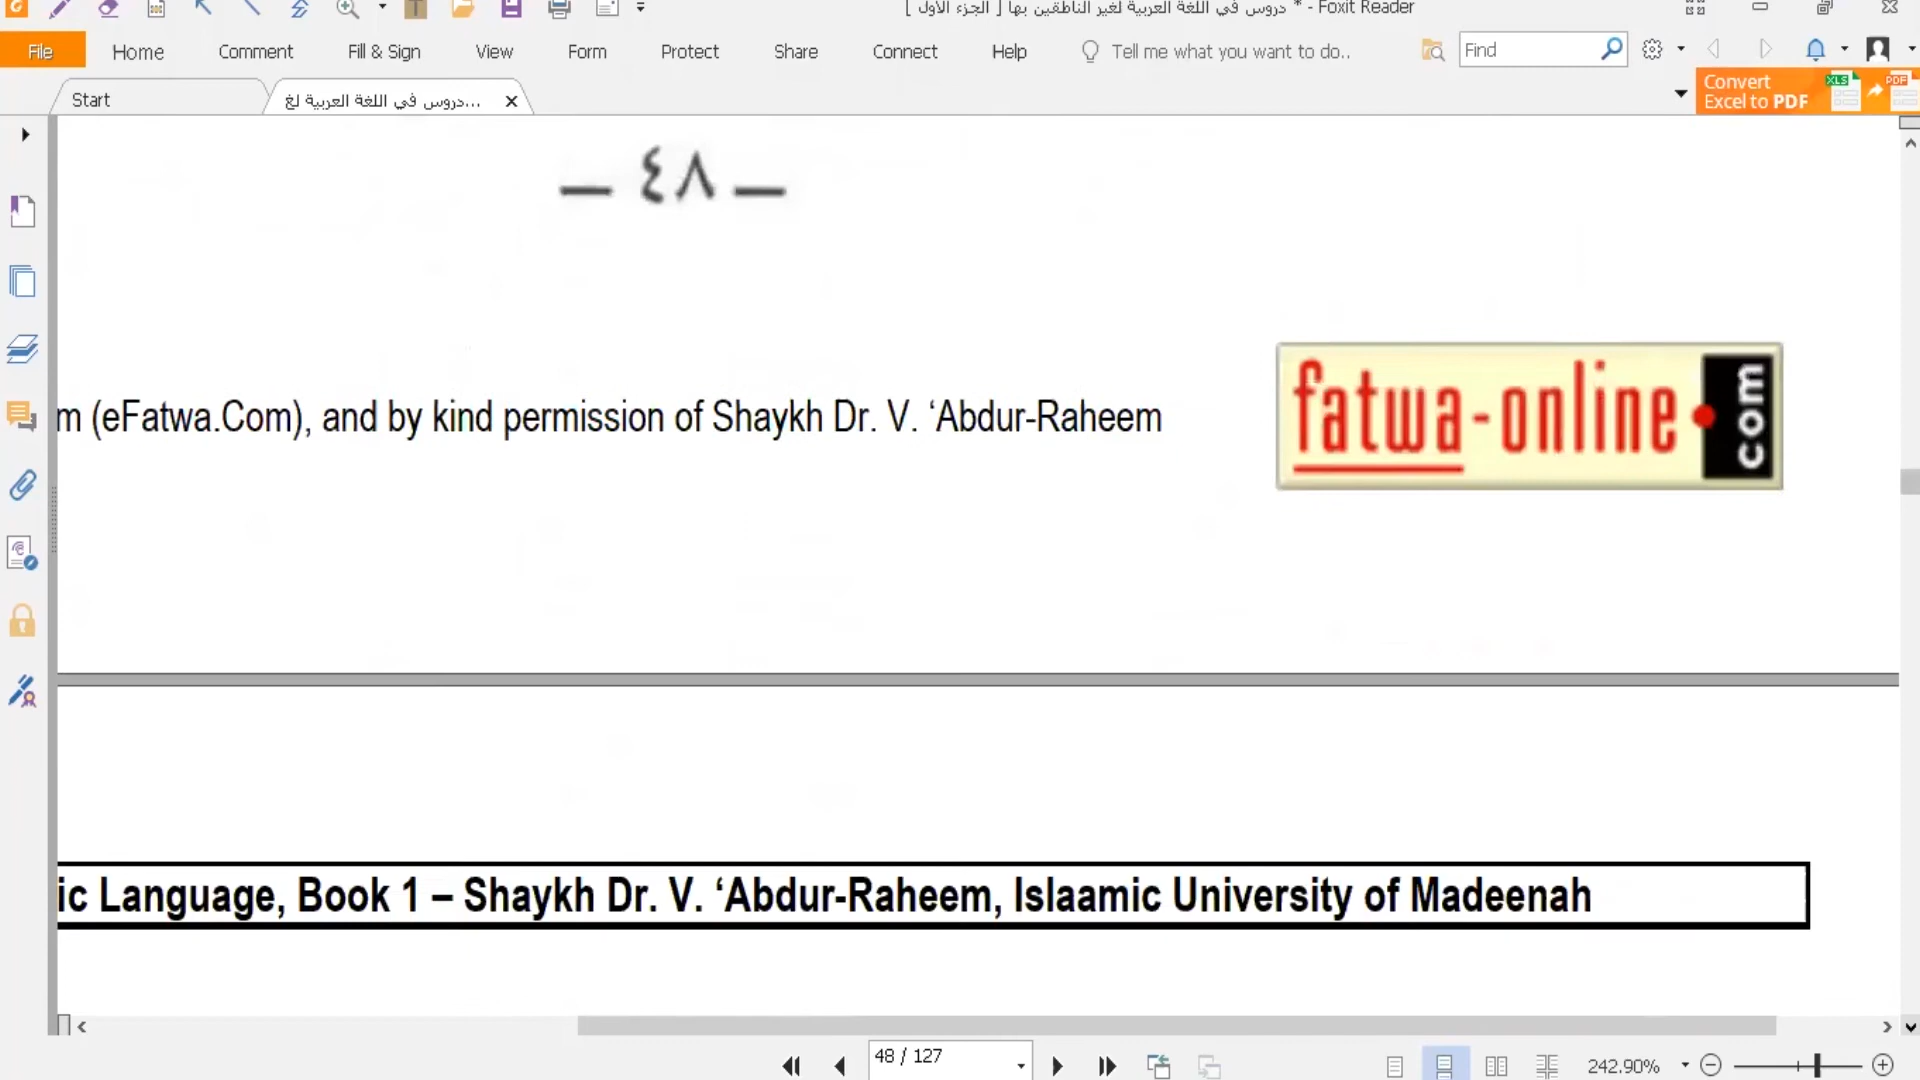 دروس في اللغة العربية لغير الناطقين بها [ الجزء الأول ] * - Foxit Reader
File Home Comment Fill & Sign View Form Protect Share Connect Help Tell me what you want to do.. Find
Start
دروس في اللغة العربية لغ...
Convert
Excel to PDF
XLS
PDF
— ٤٨ —
m (eFatwa.Com), and by kind permission of Shaykh Dr. V. ‘Abdur-Raheem
fatwa-online.com
ic Language, Book 1 – Shaykh Dr. V. ‘Abdur-Raheem, Islaamic University of Madeenah
48 / 127
242.90%